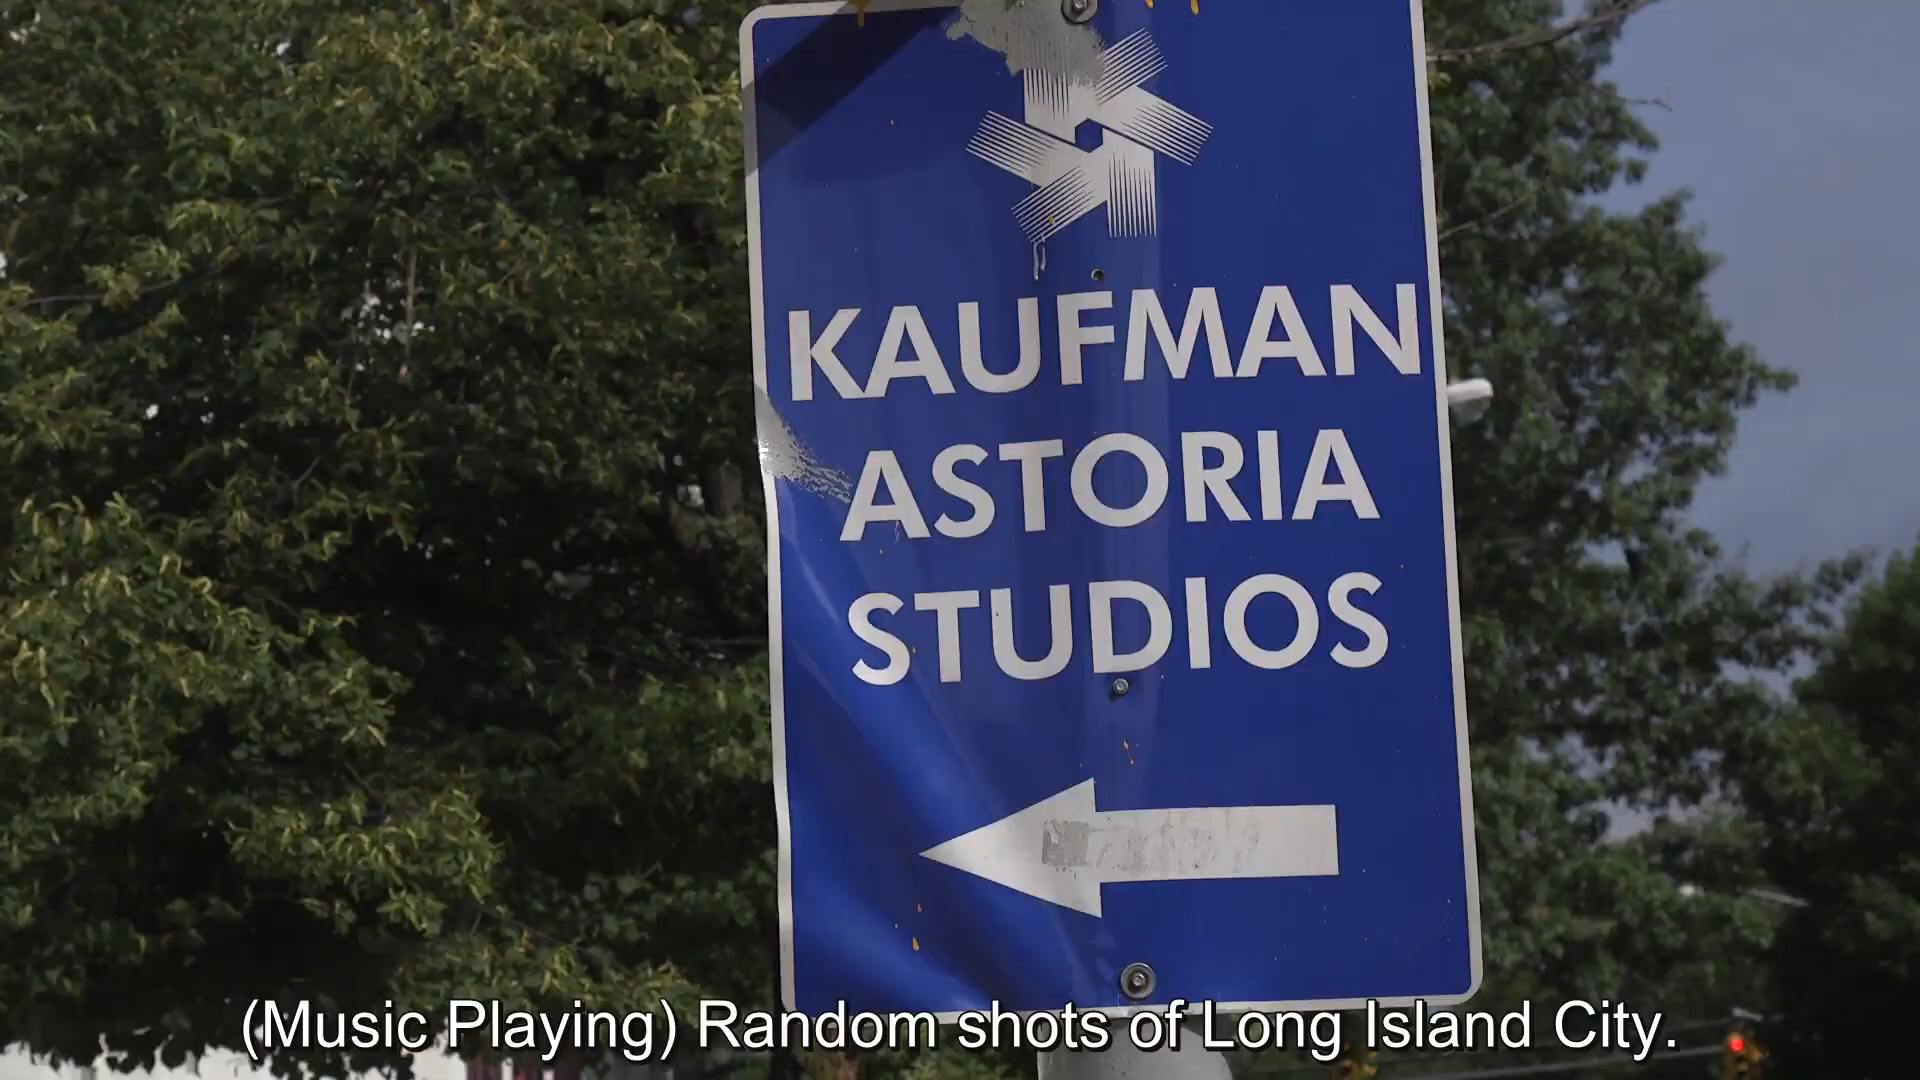 KAUFMAN
ASTORIA
STUDIOS
(Music Playing) Random shots of Long Island City.